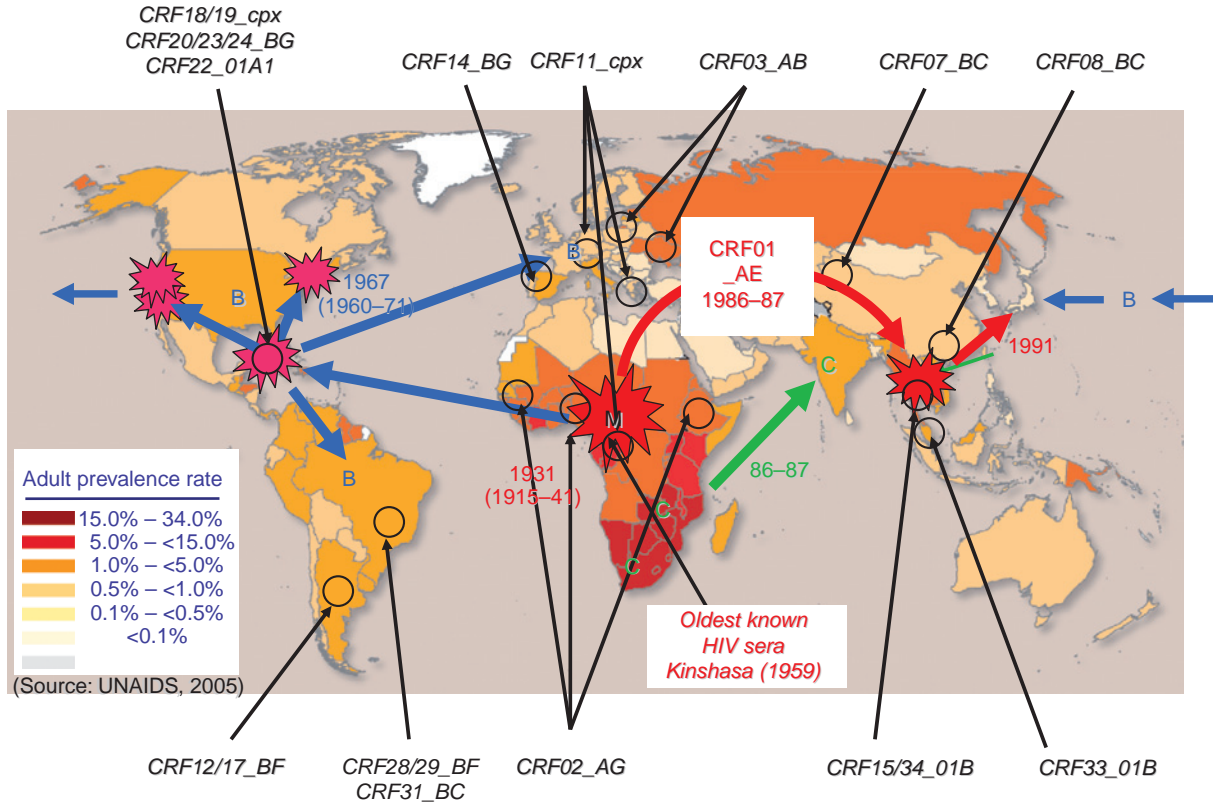 CRF18/19_cpx
CRF20/23/24_BG
CRF22_01A1
CRF14_BG
CRF11_cpx
CRF03_AB
CRF07_BC
CRF08_BC
B
CRF01
_AE
1986–87
1967
(1960–71)
B
B
1991
C
M
86–87
1931
(1915–41)
B
C
C
Adult prevalence rate
15.0% – 34.0%
5.0% – <15.0%
1.0% – <5.0%
0.5% – <1.0%
0.1% – <0.5%
<0.1%
(Source: UNAIDS, 2005)
Oldest known
HIV sera
Kinshasa (1959)
CRF12/17_BF
CRF28/29_BF
CRF31_BC
CRF02_AG
CRF15/34_01B
CRF33_01B